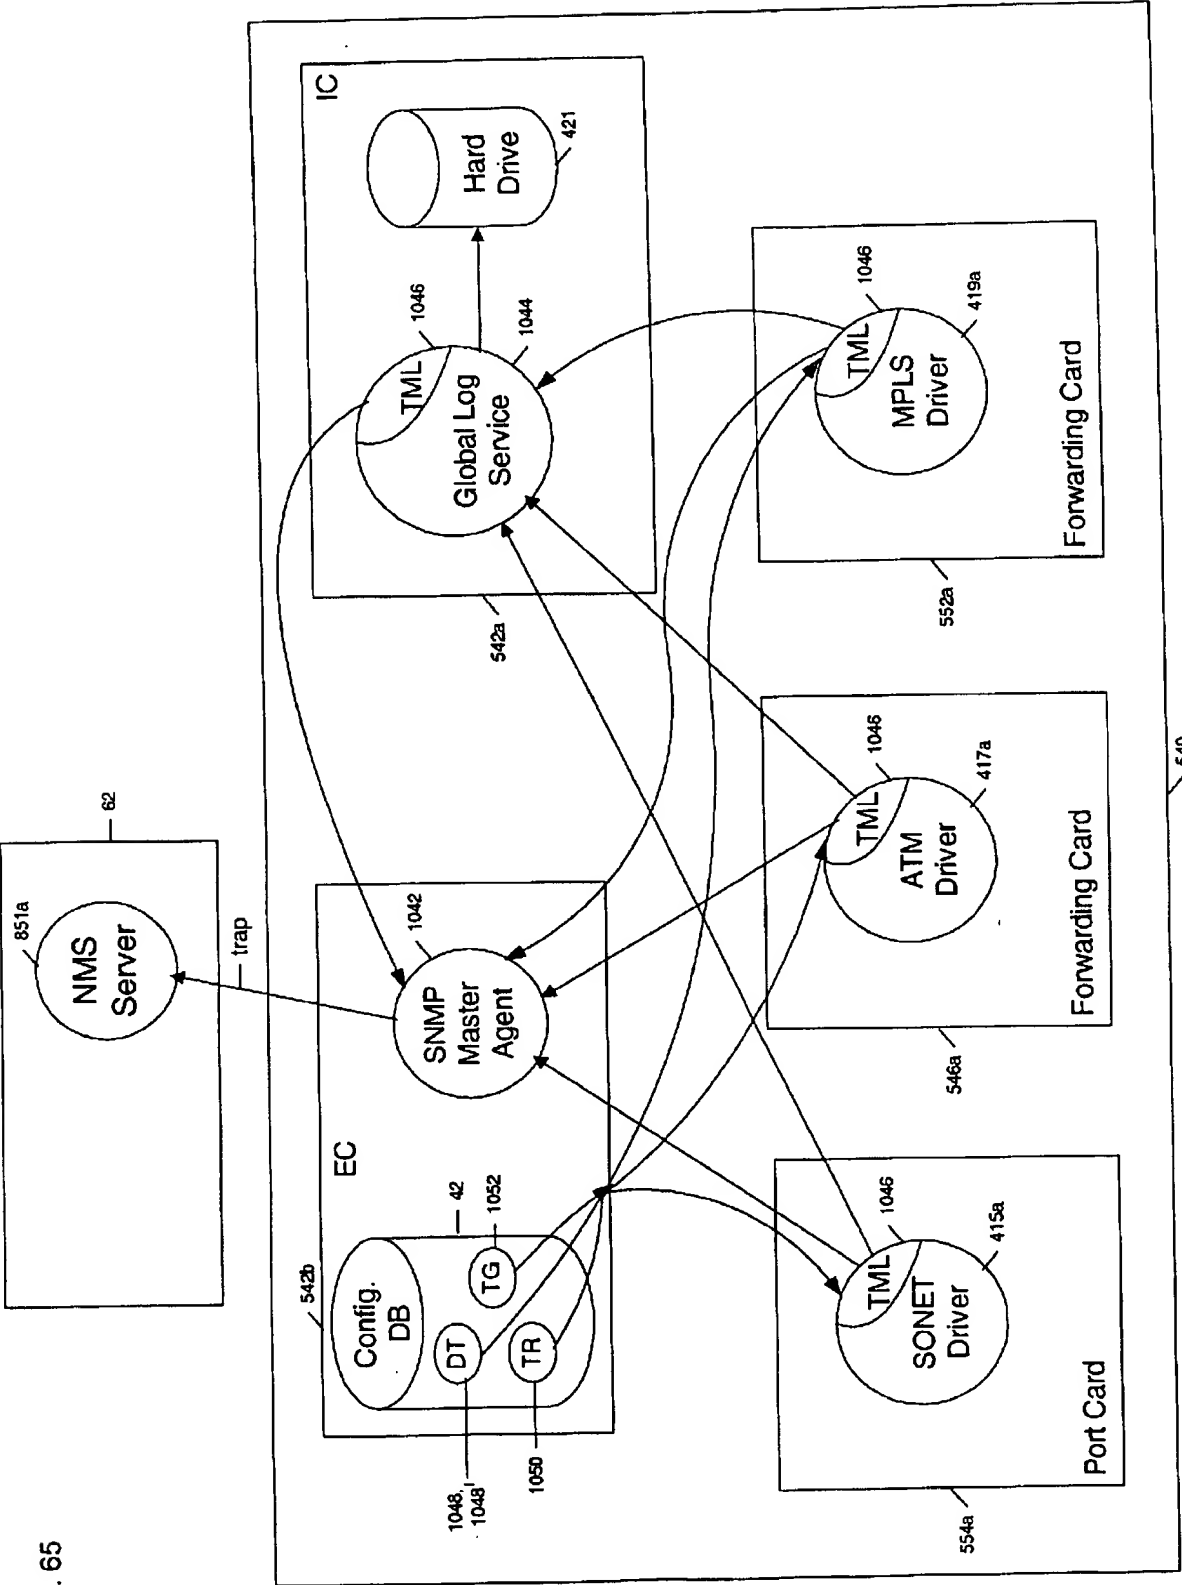 . 65
62
851a
NMS
Server
trap
542b
EC
Config.
DB
42
DT
TG
1052
TR
1048,
1048'
1050
1042
SNMP
Master
Agent
IC
542a
TML
1046
Global Log
Service
1044
Hard
Drive
421
554a
Port Card
TML
1046
SONET
Driver
415a
546a
Forwarding Card
TML
1046
ATM
Driver
417a
552a
Forwarding Card
TML
1046
MPLS
Driver
419a